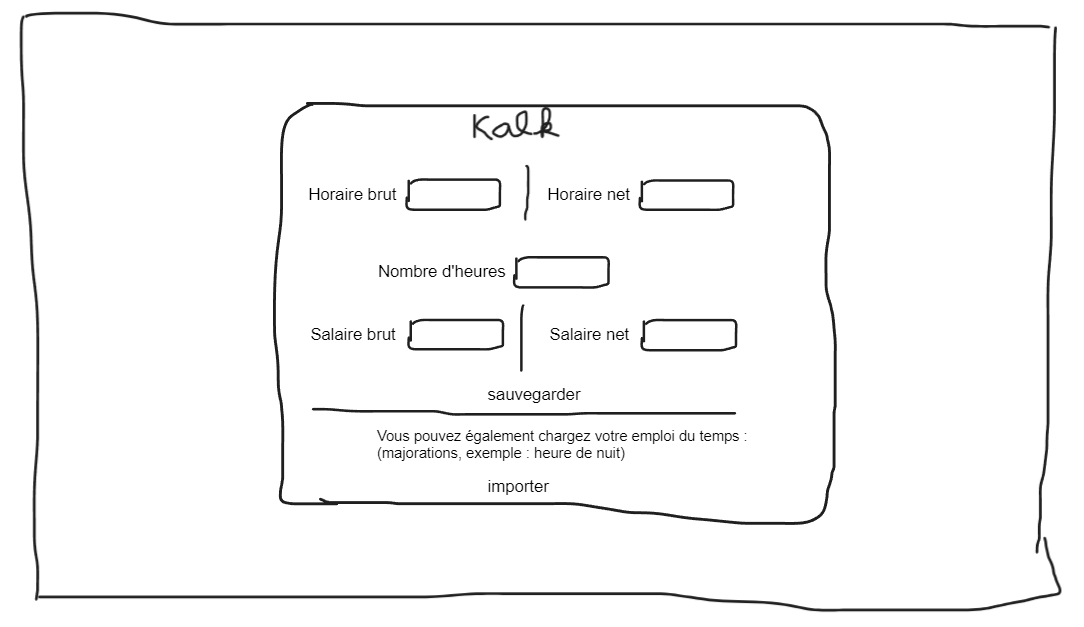 Kalk
Horaire brut
Horaire net
Nombre d'heures
Salaire brut
Salaire net
sauvegarder
Vous pouvez également chargez votre emploi du temps :
(majorations, exemple : heure de nuit)
importer